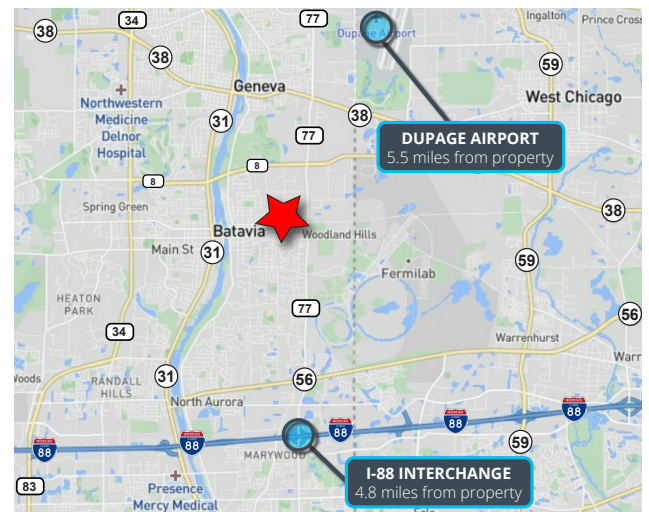 34
77
Ingalton
Prince Cross
38
Dupage Airport
38
59
Geneva
West Chicago
Northwestern
Medicine
Delnor
Hospital
31
38
77
DUPAGE AIRPORT
5.5 miles from property
8
8
Spring Green
38
Batavia
Woodland Hills
Main St
31
59
Fermilab
HEATON
PARK
77
56
34
Warrenhurst
Warr
Woods
RANDALL
HILLS
31
56
North Aurora
88
88
88
88
88
59
MARYWOOD
I-88 INTERCHANGE
4.8 miles from property
83
Presence
Mercy Medical